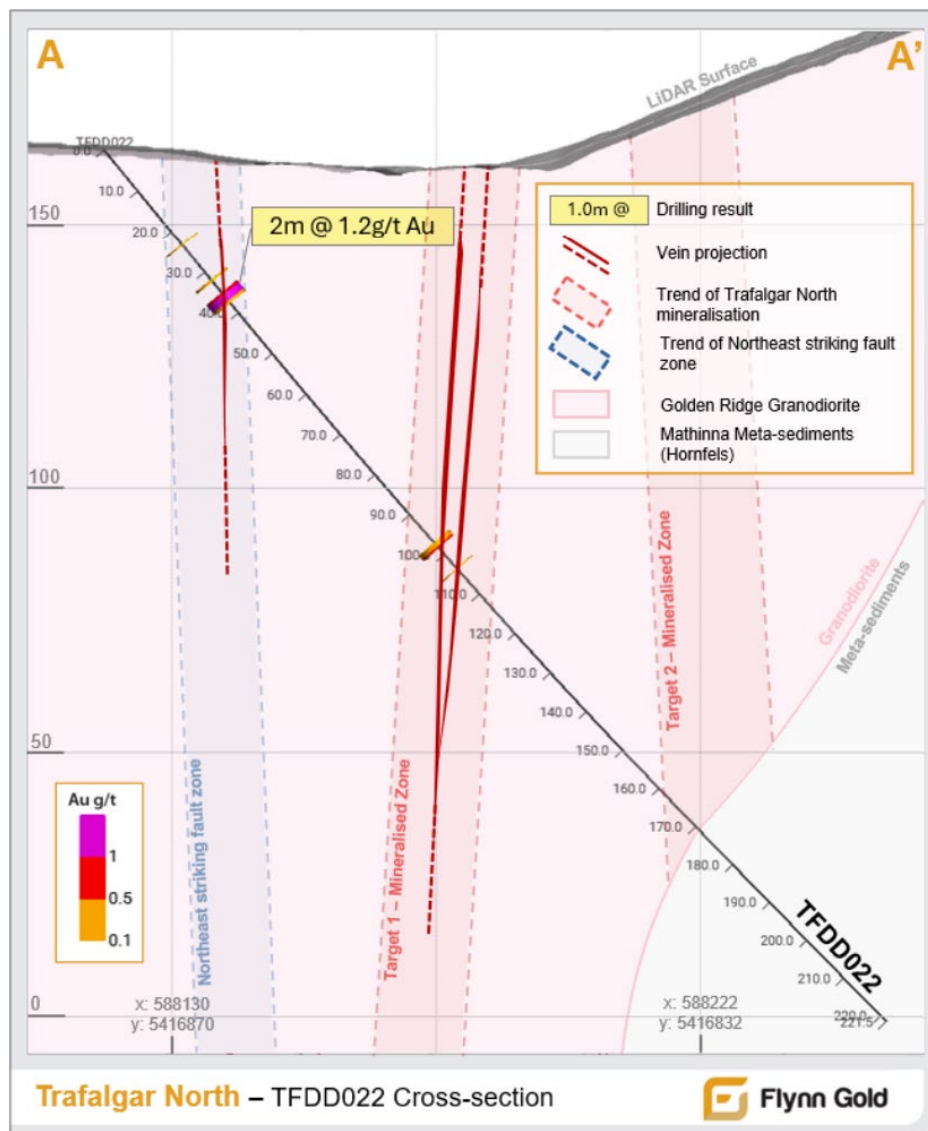 A
A'
LiDAR Surface
TFDD022
0.0
10.0
20.0
30.0
40.0
50.0
60.0
70.0
80.0
90.0
100.0
110.0
120.0
130.0
140.0
150.0
160.0
170.0
180.0
190.0
200.0
210.0
220.0
221.5
150
100
50
0
2m @ 1.2g/t Au
1.0m @
Drilling result
Vein projection
Trend of Trafalgar North
mineralisation
Trend of Northeast striking fault
zone
Golden Ridge Granodiorite
Mathinna Meta-sediments
(Hornfels)
Northeast striking fault zone
Target 1 – Mineralised Zone
Target 2 – Mineralised Zone
Granodiorite
Meta-sediments
Au g/t
1
0.5
0.1
x: 588130
y: 5416870
x: 588222
y: 5416832
TFDD022
Trafalgar North – TFDD022 Cross-section
Flynn Gold